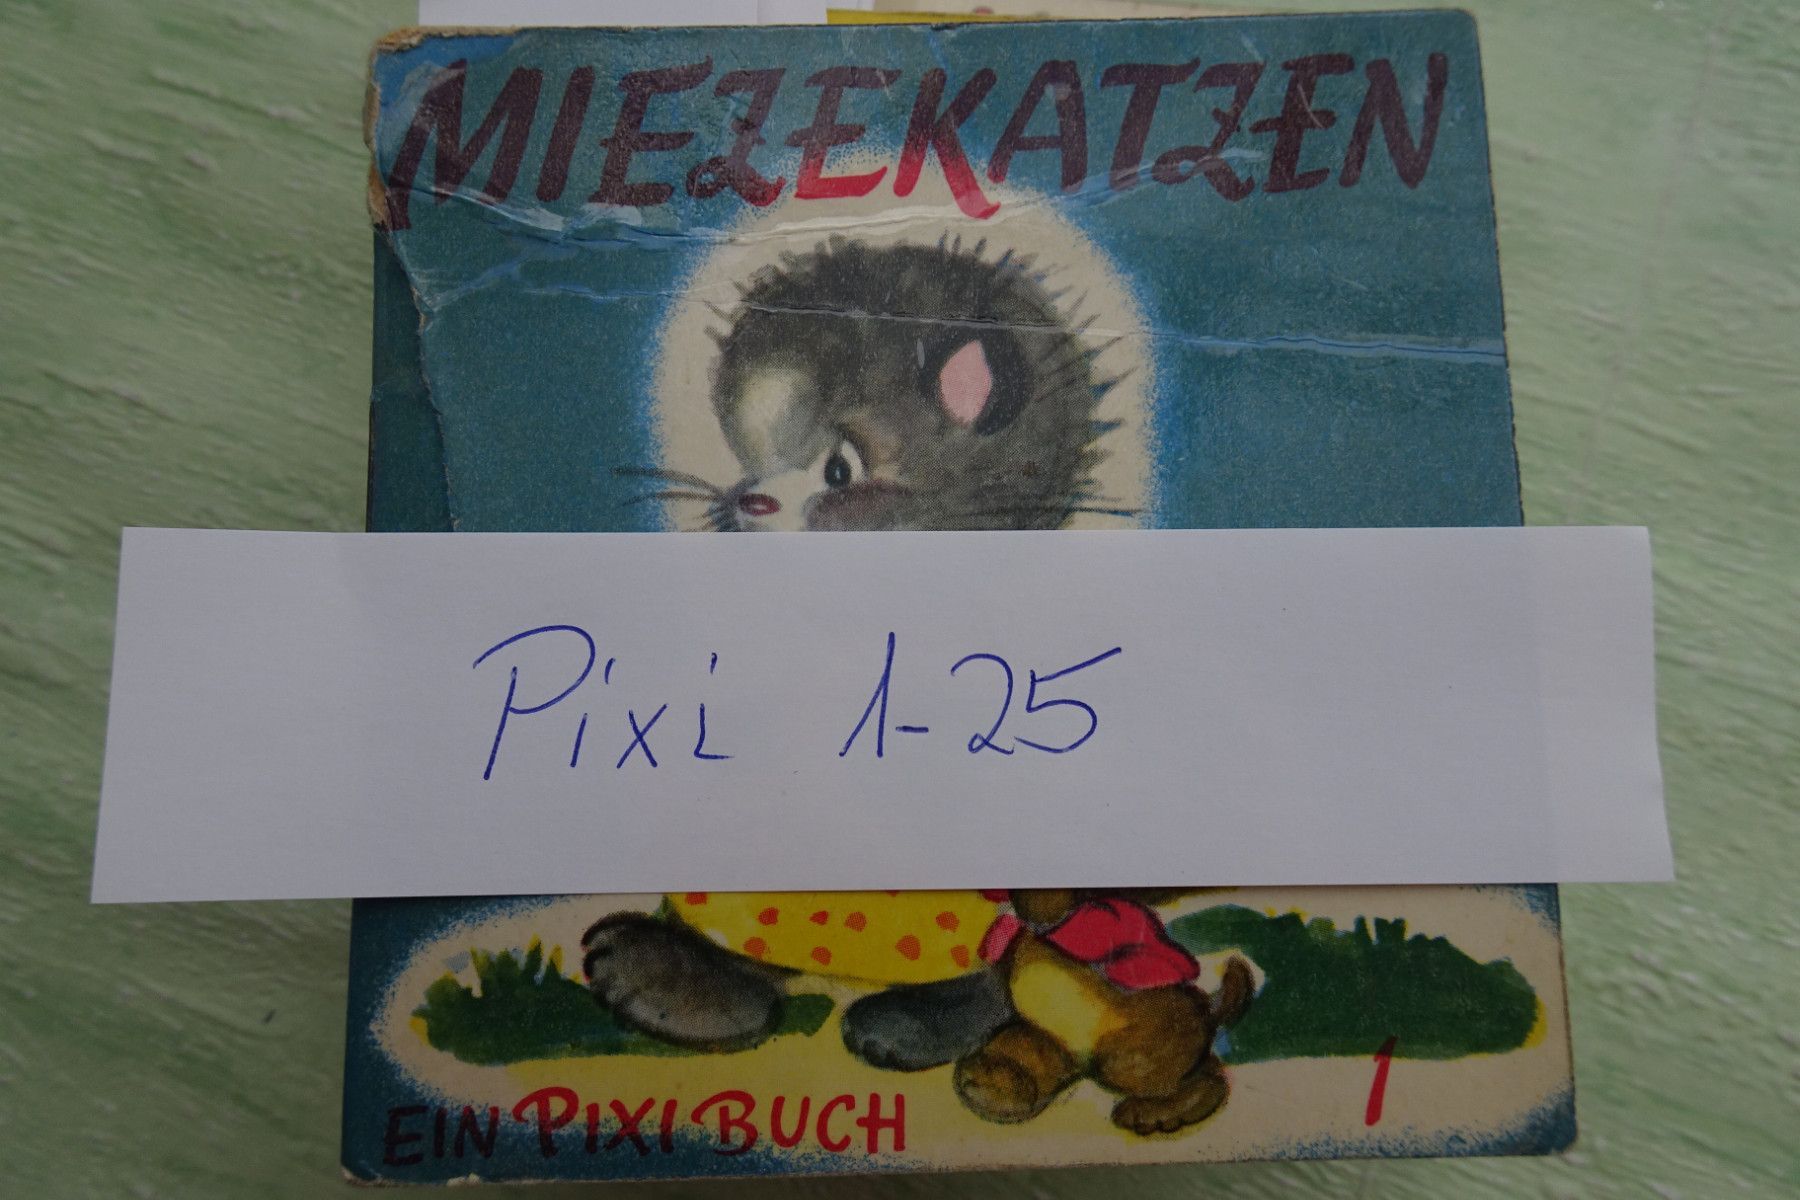 MIEZEKATZEN
Pixi 1-25
EIN PIXI BUCH
1